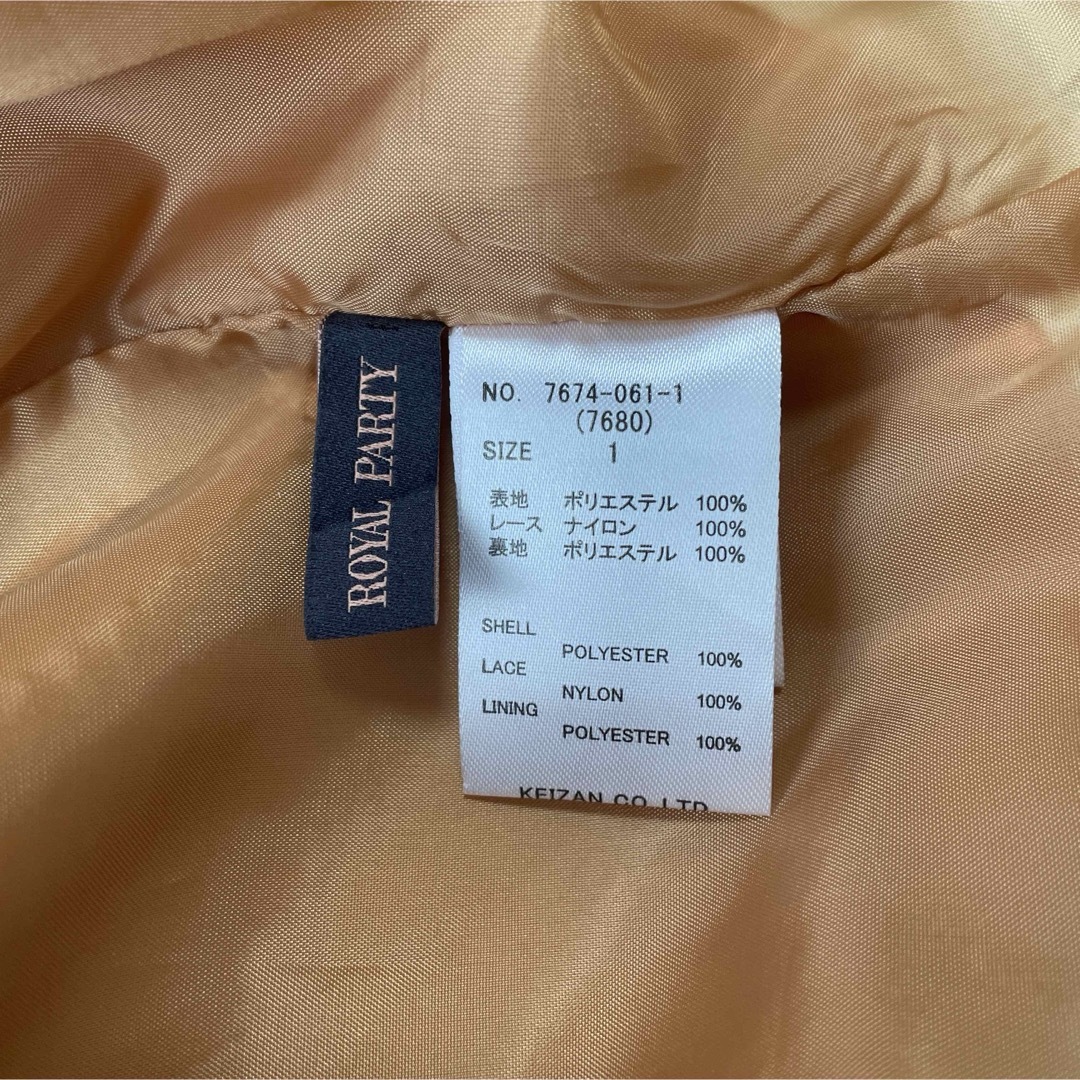 ROYAL PARTY
NO. 7674-061-1
(7680)
SIZE 1
表地 ポリエステル 100%
レース ナイロン 100%
裏地 ポリエステル 100%
SHELL
POLYESTER 100%
LACE
NYLON 100%
LINING
POLYESTER 100%
KEIZAN CO.,LTD